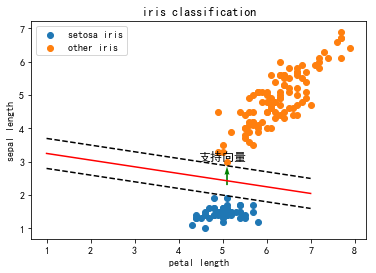 iris classification
setosa iris
other iris
7
6
5
4
3
2
1
sepal length
支持向量
1
2
3
4
5
6
7
8
petal length